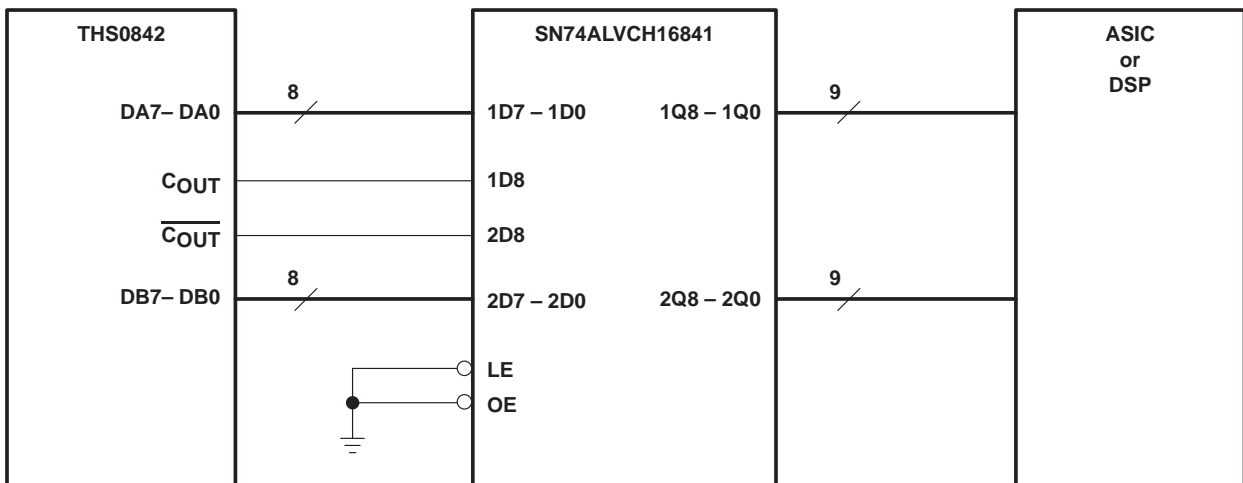 THS0842
SN74ALVCH16841
ASIC
or
DSP
DA7– DA0
8
1D7 – 1D0
1Q8 – 1Q0
9
COUT
1D8
COUT
2D8
DB7– DB0
8
2D7 – 2D0
2Q8 – 2Q0
9
LE
OE